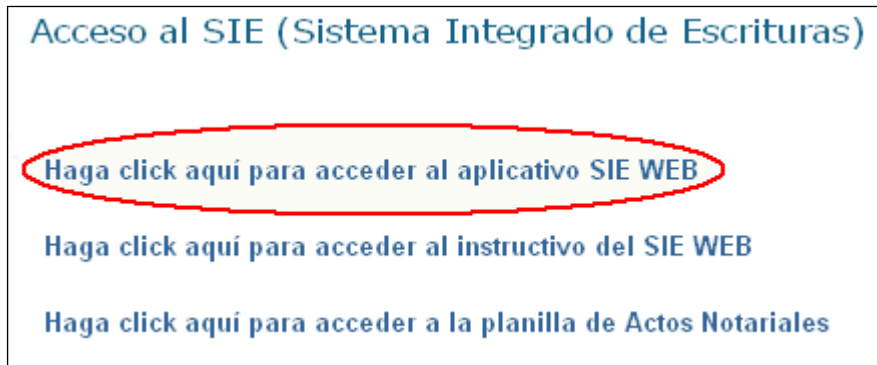 Acceso al SIE (Sistema Integrado de Escrituras)
Haga click aquí para acceder al aplicativo SIE WEB
Haga click aquí para acceder al instructivo del SIE WEB
Haga click aquí para acceder a la planilla de Actos Notariales